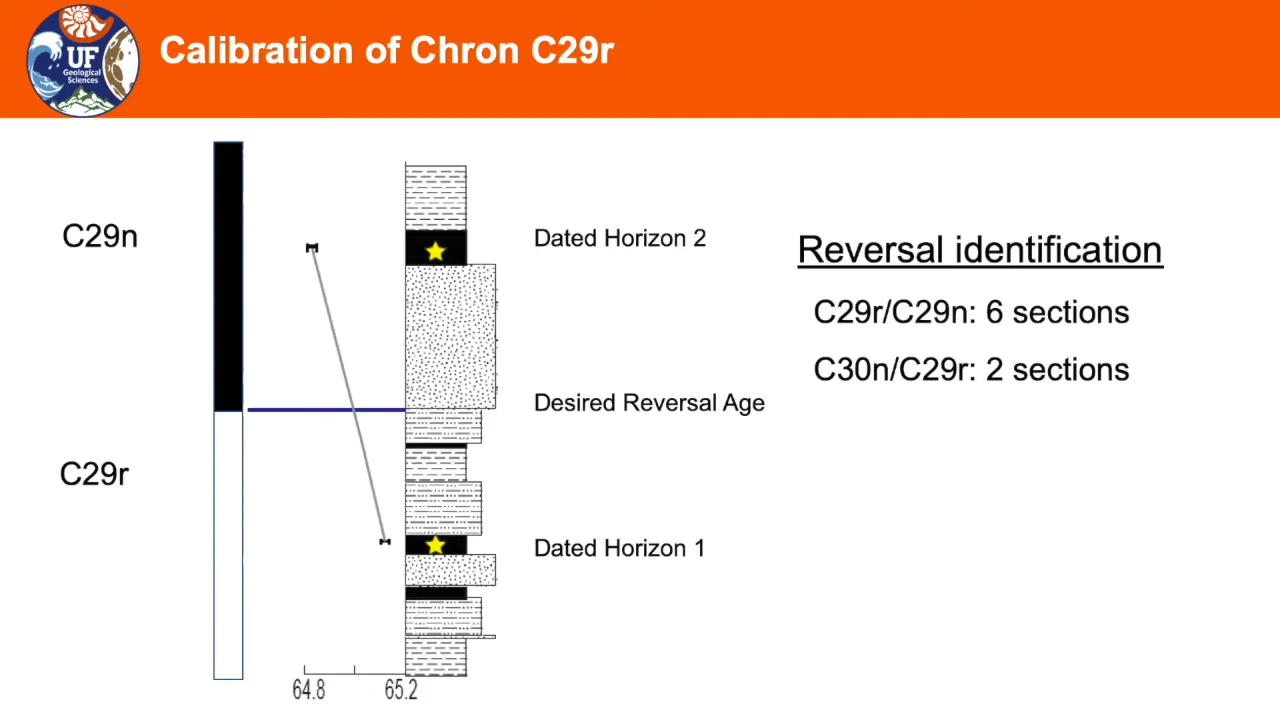 UF
Geological
Sciences
Calibration of Chron C29r
C29n
C29r
64.8
65.2
Dated Horizon 2
Desired Reversal Age
Dated Horizon 1
Reversal identification
C29r/C29n: 6 sections
C30n/C29r: 2 sections